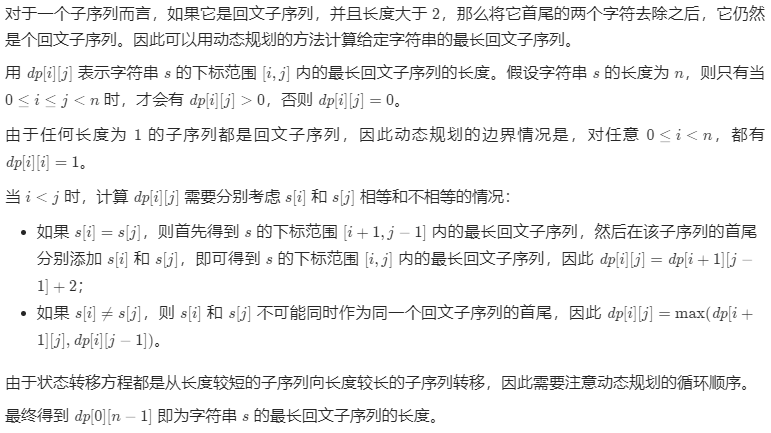 对于一个子序列而言，如果它是回文子序列，并且长度大于 2，那么将它首尾的两个字符去除之后，它仍然
是个回文子序列。因此可以用动态规划的方法计算给定字符串的最长回文子序列。
用 dp[i][j] 表示字符串 s 的下标范围 [i, j] 内的最长回文子序列的长度。假设字符串 s 的长度为 n，则只有当
0 ≤ i ≤ j < n 时，才会有 dp[i][j] > 0，否则 dp[i][j] = 0。
由于任何长度为 1 的子序列都是回文子序列，因此动态规划的边界情况是，对任意 0 ≤ i < n，都有
dp[i][i] = 1。
当 i < j 时，计算 dp[i][j] 需要分别考虑 s[i] 和 s[j] 相等和不相等的情况：
• 如果 s[i] = s[j]，则首先得到 s 的下标范围 [i + 1, j − 1] 内的最长回文子序列，然后在该子序列的首尾
分别添加 s[i] 和 s[j]，即可得到 s 的下标范围 [i, j] 内的最长回文子序列，因此 dp[i][j] = dp[i + 1][j −
1] + 2；
• 如果 s[i] ≠ s[j]，则 s[i] 和 s[j] 不可能同时作为同一个回文子序列的首尾，因此 dp[i][j] = max(dp[i +
1][j], dp[i][j − 1])。
由于状态转移方程都是从长度较短的子序列向长度较长的子序列转移，因此需要注意动态规划的循环顺序。
最终得到 dp[0][n − 1] 即为字符串 s 的最长回文子序列的长度。